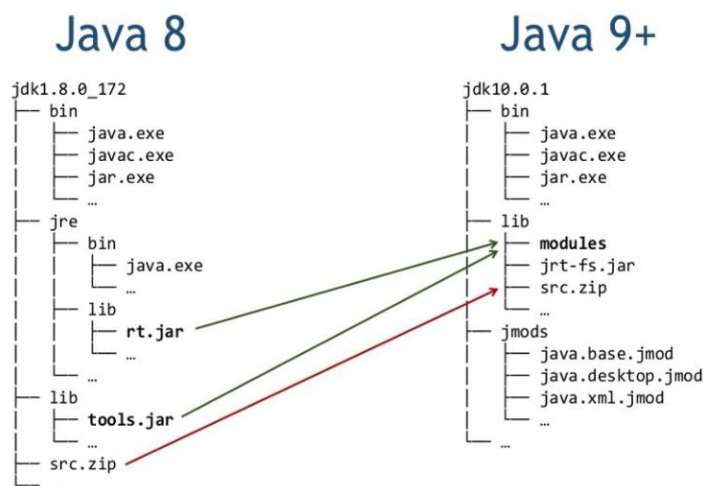 Java 8
jdk1.8.0_172
├── bin
│   ├── java.exe
│   ├── javac.exe
│   ├── jar.exe
│   └── …
├── jre
│   ├── bin
│   │   ├── java.exe
│   │   └── …
│   ├── lib
│   │   ├── rt.jar
│   │   └── …
│   └── …
├── lib
│   ├── tools.jar
│   └── …
├── src.zip
Java 9+
jdk10.0.1
├── bin
│   ├── java.exe
│   ├── javac.exe
│   ├── jar.exe
│   └── …
├── lib
│   ├── modules
│   ├── jrt-fs.jar
│   ├── src.zip
│   └── …
├── jmods
│   ├── java.base.jmod
│   ├── java.desktop.jmod
│   ├── java.xml.jmod
│   └── …
└── …